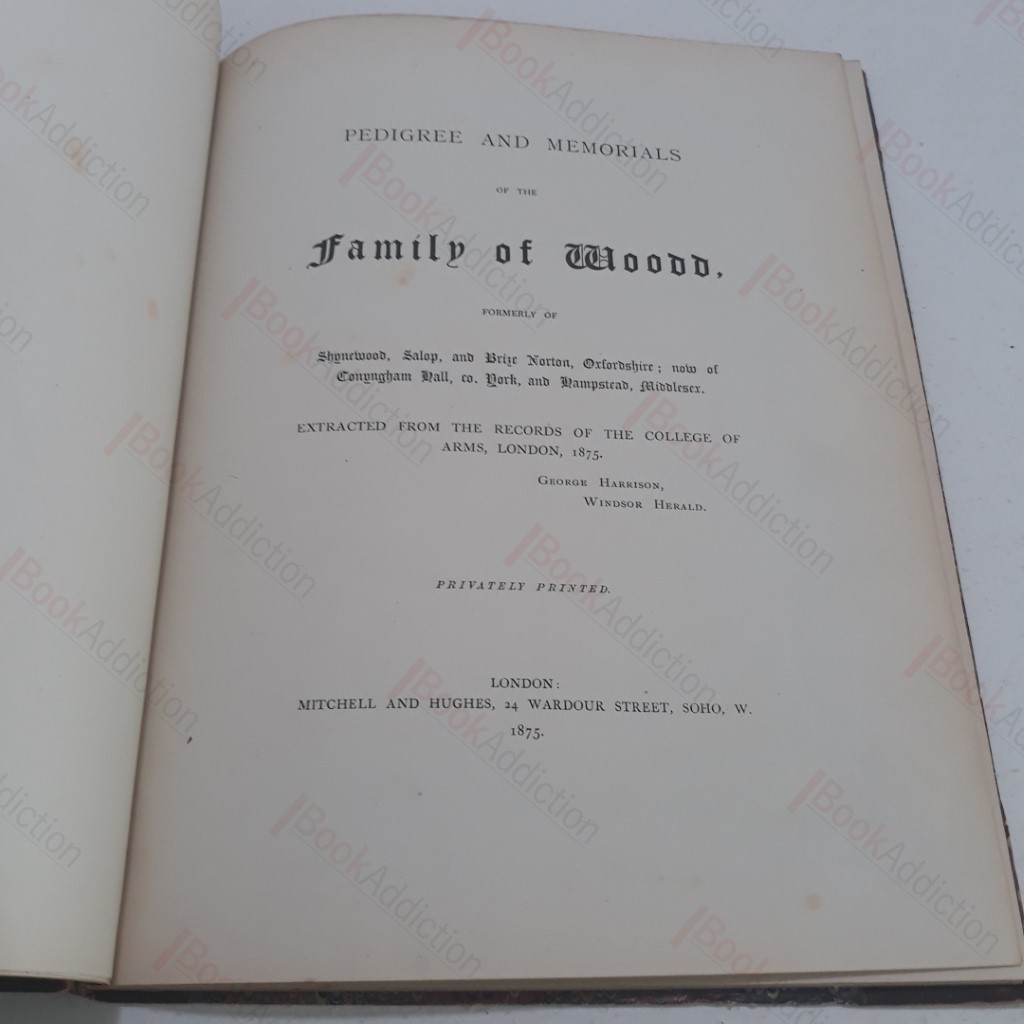 PEDIGREE AND MEMORIALS
OF THE
Family of Woodd,
FORMERLY OF
Shynewood, Salop, and Brize Norton, Oxfordshire; now of
Conyngham Hall, co. York, and Hampstead, Middlesex.
EXTRACTED FROM THE RECORDS OF THE COLLEGE OF
ARMS, LONDON, 1875.
GEORGE HARRISON,
WINDSOR HERALD.
PRIVATELY PRINTED.
LONDON:
MITCHELL AND HUGHES, 24 WARDOUR STREET, SOHO, W.
1875.
BookAddiction